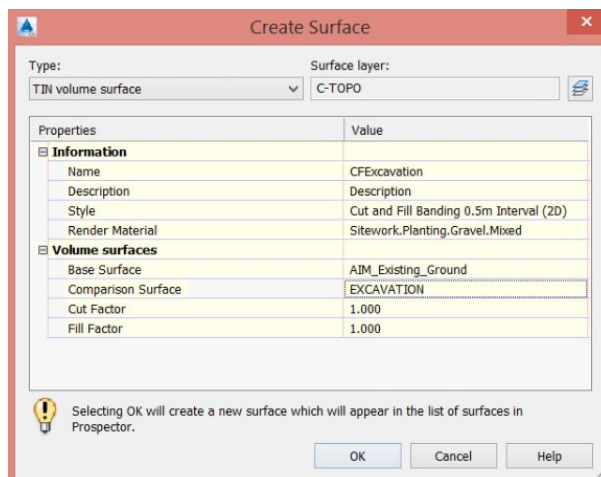 Create Surface
Type:
Surface layer:
TIN volume surface
C-TOPO
Properties Value
Information
Name CFExcavation
Description Description
Style Cut and Fill Banding 0.5m Interval (2D)
Render Material Sitework.Planting.Gravel.Mixed
Volume surfaces
Base Surface AIM_Existing_Ground
Comparison Surface EXCAVATION
Cut Factor 1.000
Fill Factor 1.000
Selecting OK will create a new surface which will appear in the list of surfaces in
Prospector.
OK Cancel Help